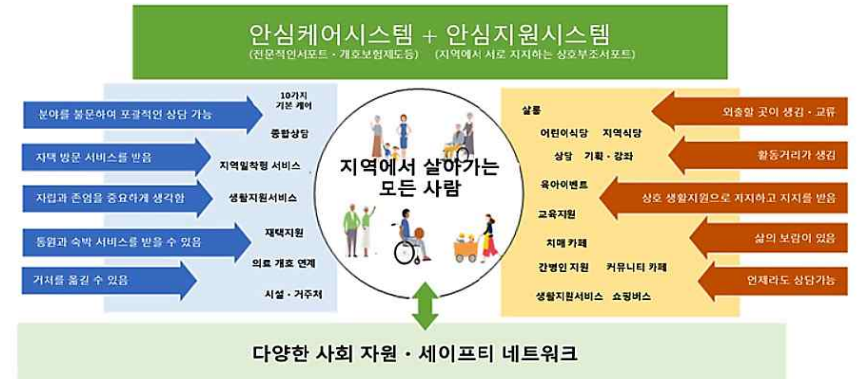 안심케어시스템 + 안심지원시스템
(전문적인서포트・개호보험제도등) (지역에서 서로 지지하는 상호부조서포트)
분야를 불문하여 포괄적인 상담 가능
자택 방문 서비스를 받음
자립과 존엄을 중요하게 생각함
통원과 숙박 서비스를 받을 수 있음
거처를 옮길 수 있음
10가지
기본 케어
종합상담
지역밀착형 서비스
생활지원서비스
재택지원
의료 개호 연계
시설・거주처
지역에서 살아가는
모든 사람
살롱
어린이식당 지역식당
상담 기획・강좌
육아이벤트
교육지원
치매 카페
간병인 지원 커뮤니티 카페
생활지원서비스 쇼핑버스
외출할 곳이 생김・교류
활동거리가 생김
상호 생활지원으로 지지하고 지지를 받음
삶의 보람이 있음
언제라도 상담가능
다양한 사회 자원・세이프티 네트워크